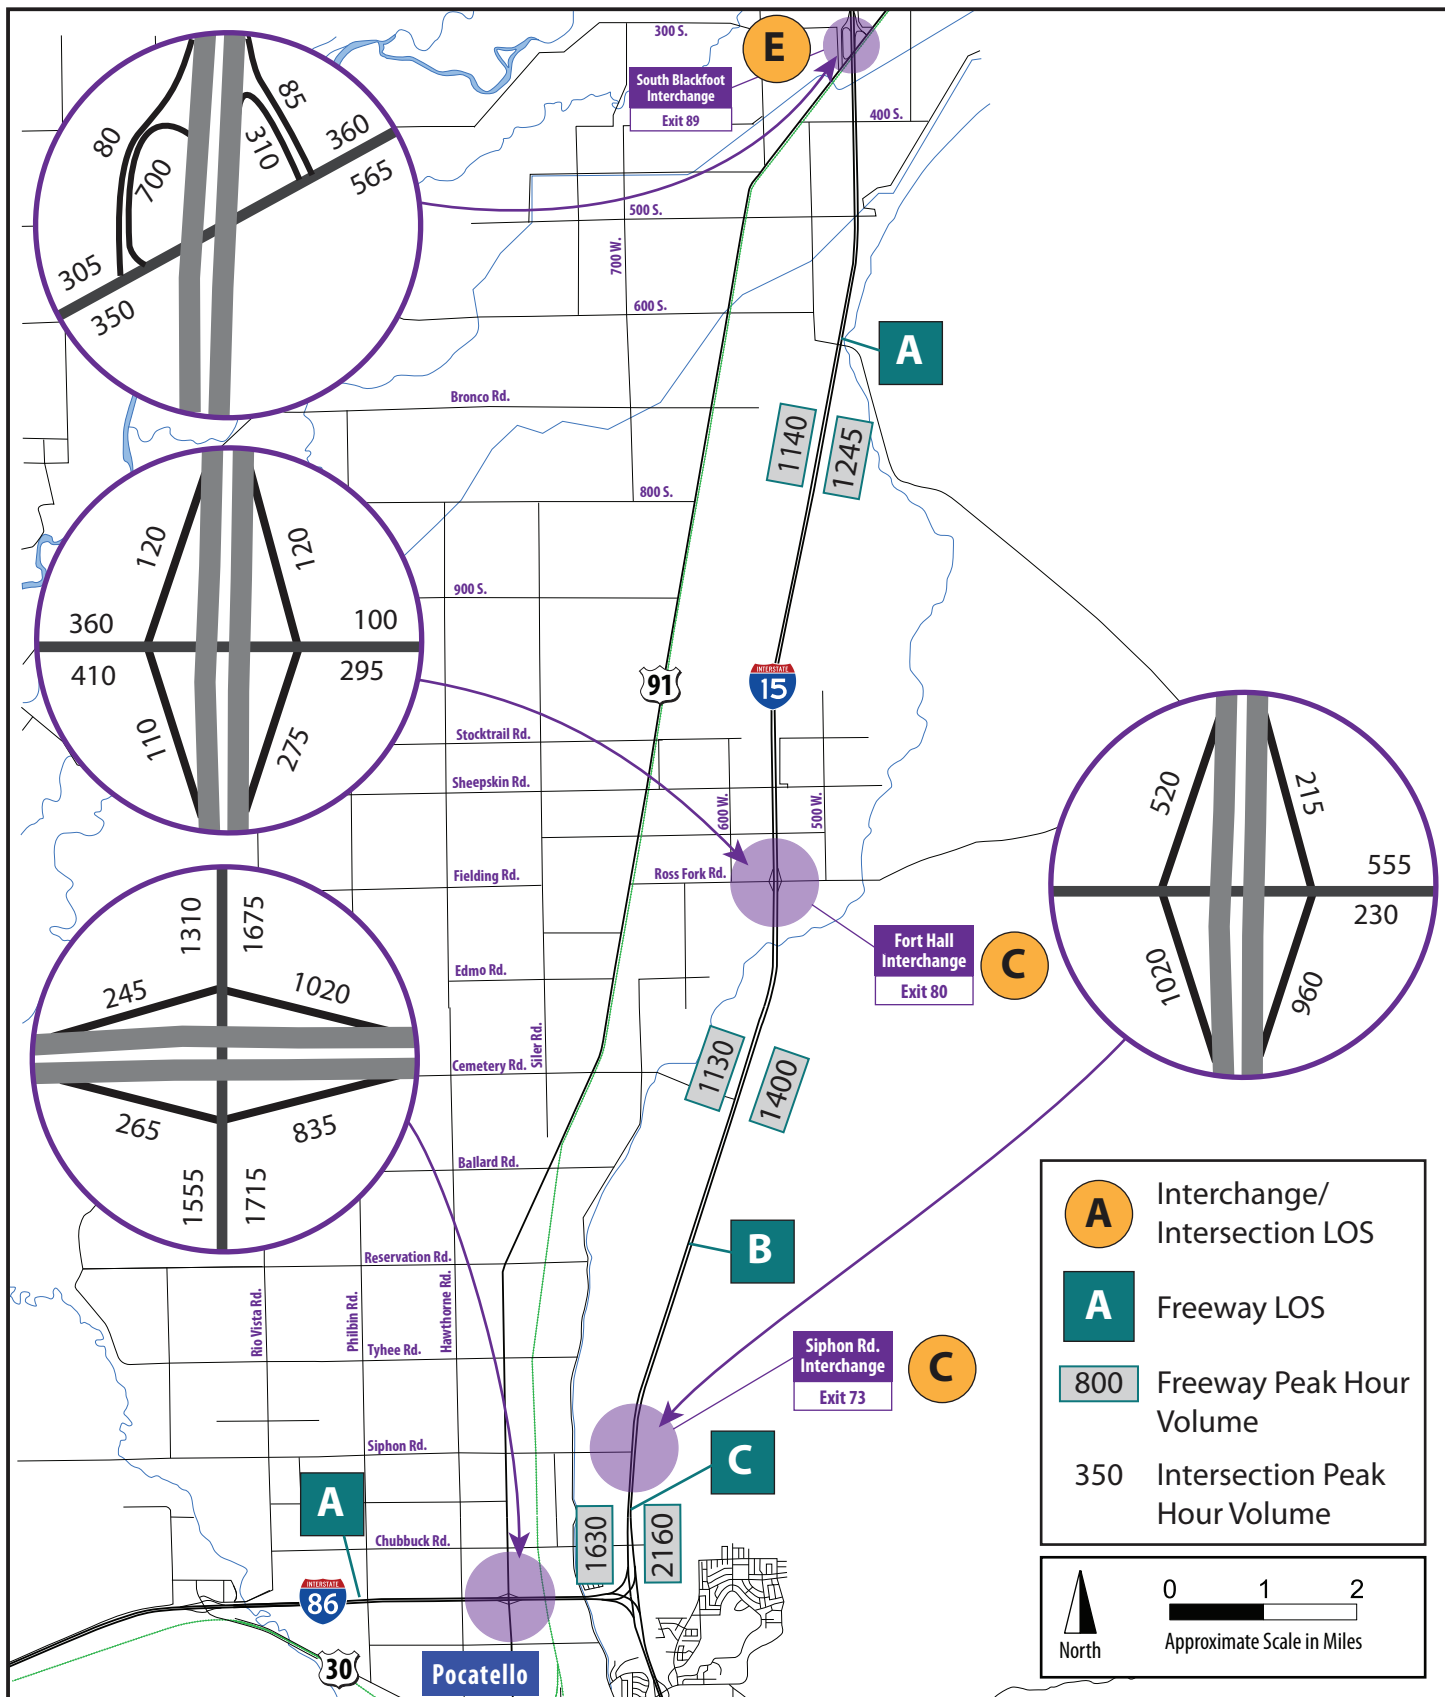 300 S.
E
South Blackfoot
Interchange
Exit 89
400 S.
80
700
85
310
360
565
305
350
500 S.
700 W.
600 S.
A
Bronco Rd.
1140
1245
800 S.
120
120
360
100
410
295
110
275
900 S.
91
INTERSTATE
15
Stocktrail Rd.
Sheepskin Rd.
600 W.
500 W.
Fielding Rd.
Ross Fork Rd.
520
215
555
230
1020
960
Fort Hall
Interchange
Exit 80
C
1310
1675
245
1020
265
835
1555
1715
Edmo Rd.
Siler Rd.
Cemetery Rd.
1130
1400
Ballard Rd.
B
Reservation Rd.
Rio Vista Rd.
Philbin Rd.
Hawthorne Rd.
Tyhee Rd.
Siphon Rd.
Interchange
Exit 73
C
Siphon Rd.
C
A
1630
2160
Chubbuck Rd.
INTERSTATE
86
30
Pocatello
A
Interchange/
Intersection LOS
A
Freeway LOS
800
Freeway Peak Hour
Volume
350
Intersection Peak
Hour Volume
North
0 1 2
Approximate Scale in Miles